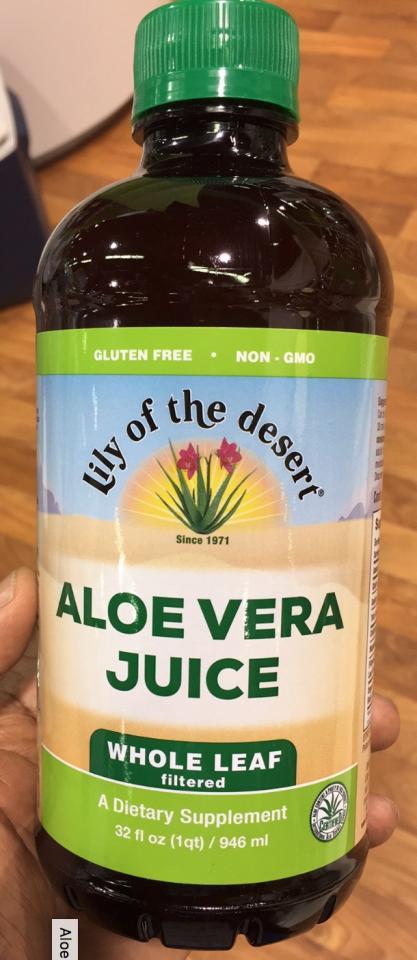 GLUTEN FREE • NON - GMO
Lily of the desert®
Since 1971
ALOE VERA
JUICE
WHOLE LEAF
filtered
A Dietary Supplement
32 fl oz (1qt) / 946 ml
Aloe